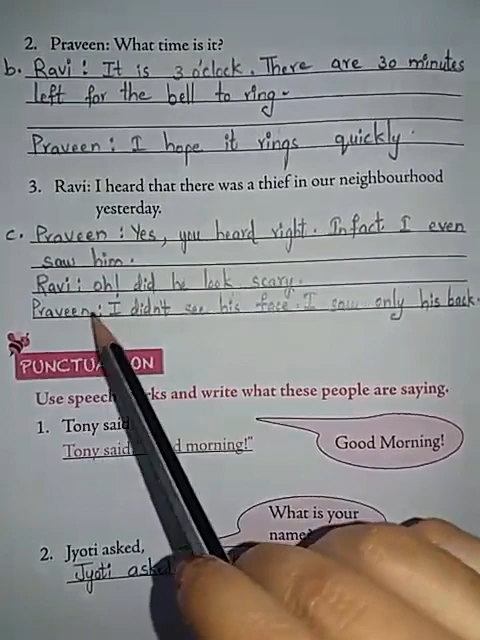 2. Praveen: What time is it?
b. Ravi: It is 3 o'clock. There are 30 minutes
left for the bell to ring.
Praveen: I hope it rings quickly.
3. Ravi: I heard that there was a thief in our neighbourhood
yesterday.
c. Praveen: Yes, you heard right. Infact I even
saw him.
Ravi: oh! did he look scary.
Praveen: I didn't see his face. I saw only his back.
PUNCTUATION
Use speech marks and write what these people are saying.
1. Tony said
Good Morning!
Tony said, morning!"
What is your
name?
2. Jyoti asked,
Jyoti asked